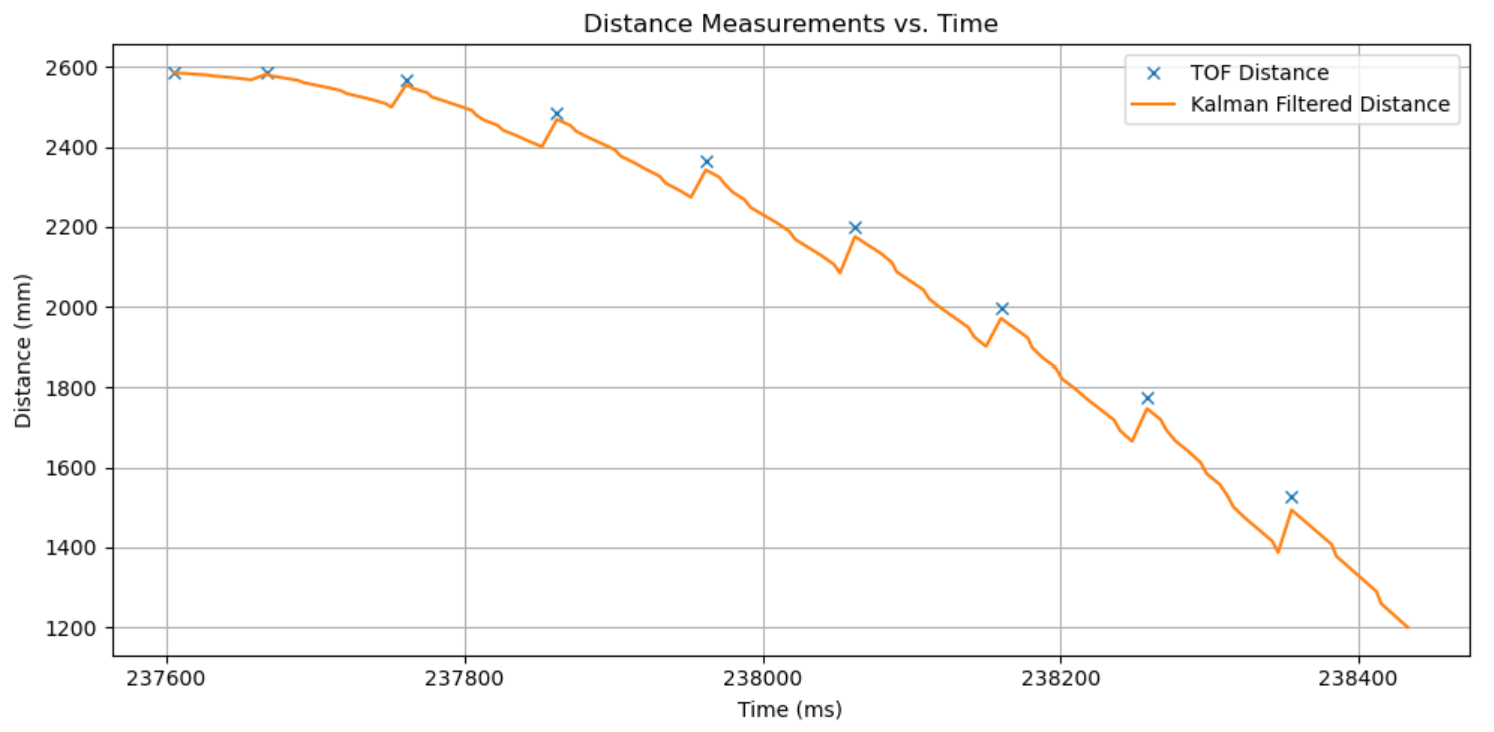 Distance Measurements vs. Time
TOF Distance
Kalman Filtered Distance
Distance (mm)
2600
2400
2200
2000
1800
1600
1400
1200
237600
237800
238000
238200
238400
Time (ms)